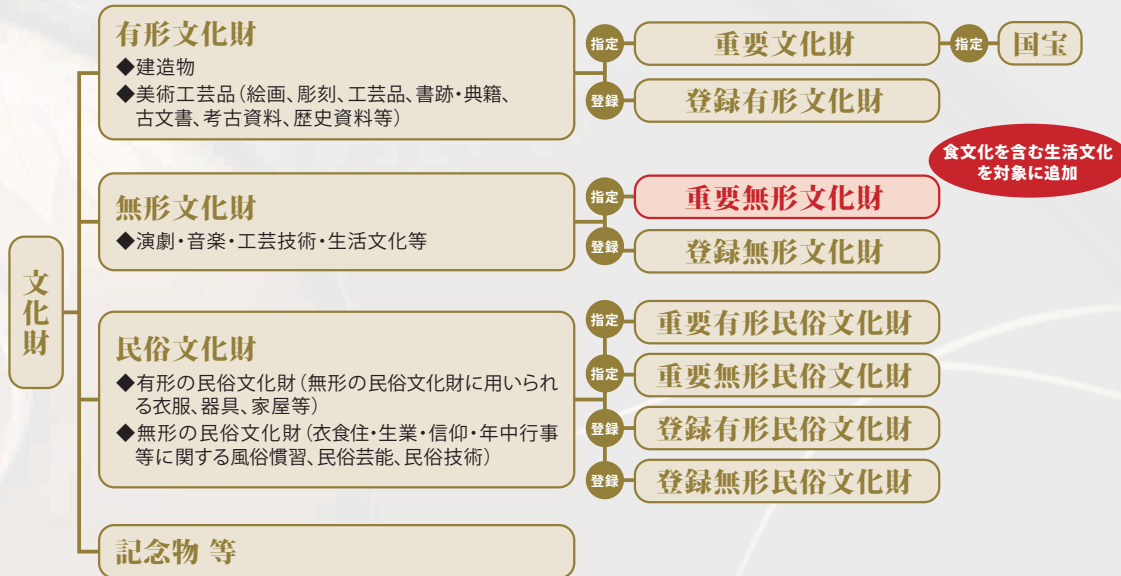 文化財
有形文化財
◆建造物
◆美術工芸品(絵画、彫刻、工芸品、書跡・典籍、
古文書、考古資料、歴史資料等)
指定
重要文化財
指定
国宝
登録
登録有形文化財
無形文化財
◆演劇・音楽・工芸技術・生活文化等
指定
重要無形文化財
食文化を含む生活文化
を対象に追加
登録
登録無形文化財
民俗文化財
◆有形の民俗文化財(無形の民俗文化財に用いられ
る衣服、器具、家屋等)
◆無形の民俗文化財(衣食住・生業・信仰・年中行事
等に関する風俗慣習、民俗芸能、民俗技術)
指定
重要有形民俗文化財
指定
重要無形民俗文化財
登録
登録有形民俗文化財
登録
登録無形民俗文化財
記念物 等